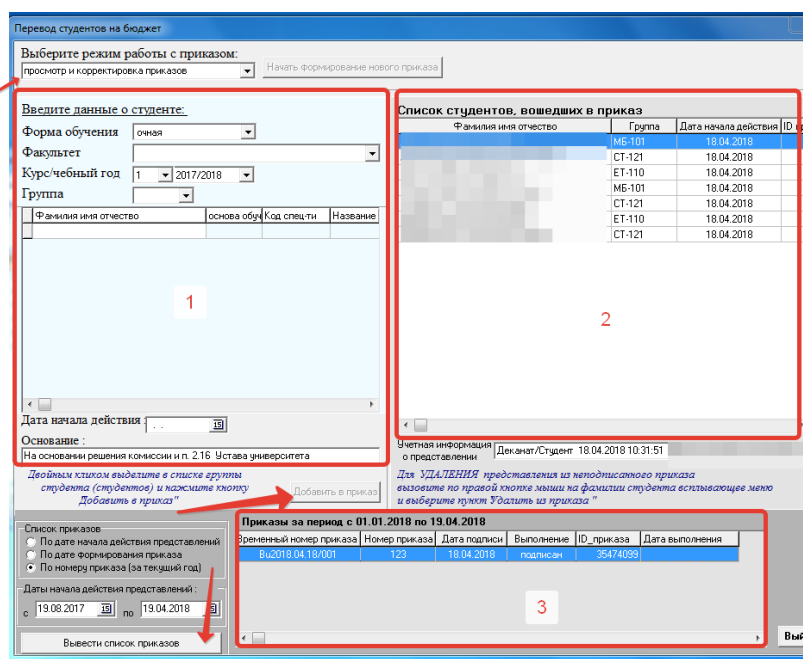 Перевод студентов на бюджет
Выберите режим работы с приказом:
просмотр и корректировка приказов
Начать формирование нового приказа
Введите данные о студенте:
Форма обучения очная
Факультет
Курс/чебный год 1 2017/2018
Группа
Фамилия имя отчество основа обуч Код спец-ти Название
1
Дата начала действия : . . 15
Основание :
На основании решения комиссии и п. 2.16 Устава университета
Двойным кликом выделите в списке группы
студента (студентов) и нажмите кнопку
Добавить в приказ"
Добавить в приказ
Список студентов, вошедших в приказ
Фамилия имя отчество Группа Дата начала действия ID
МБ-101 18.04.2018
СТ-121 18.04.2018
ЕТ-110 18.04.2018
МБ-101 18.04.2018
СТ-121 18.04.2018
ЕТ-110 18.04.2018
СТ-121 18.04.2018
2
Учетная информация
о представлении
Деканат/Студент 18.04.2018 10:31:51
Для УДАЛЕНИЯ представления из неподписанного приказа
вызовите по правой кнопке мыши на фамилии студента всплывающее меню
и выберите пункт Удалить из приказа "
Список приказов
По дате начала действия представлений
По дате формирования приказа
По номеру приказа (за текущий год)
Даты начала действия представлений :
с 19.08.2017 15 по 19.04.2018
Вывести список приказов
Приказы за период с 01.01.2018 по 19.04.2018
Временный номер приказа Номер приказа Дата подписи Выполнение ID_приказа Дата выполнения
Bu2018.04.18/001 123 18.04.2018 подписан 35474099
3